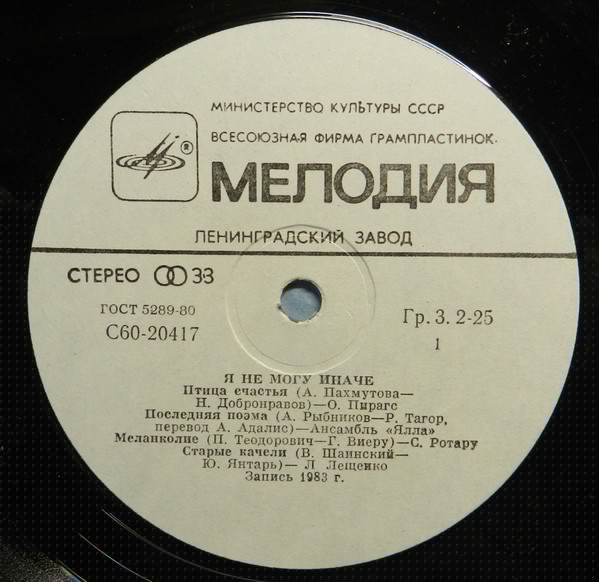 МИНИСТЕРСТВО КУЛЬТУРЫ СССР
ВСЕСОЮЗНАЯ ФИРМА ГРАМПЛАСТИНОК
®
МЕЛОДИЯ
ЛЕНИНГРАДСКИЙ ЗАВОД
СТЕРЕО 33
ГОСТ 5289-80
С60-20417
Гр. 3. 2-25
1
Я НЕ МОГУ ИНАЧЕ
Птица счастья (А. Пахмутова—
Н. Добронравов)—О. Пирагс
Последняя поэма (А. Рыбников—Р. Тагор,
перевод А. Адалис)—Ансамбль «Ялла»
Меланколие (П. Теодорович—Г. Виеру)—С. Ротару
Старые качели (В. Шаинский—
Ю. Янтарь)— Л Лещенко
Запись 1983 г.